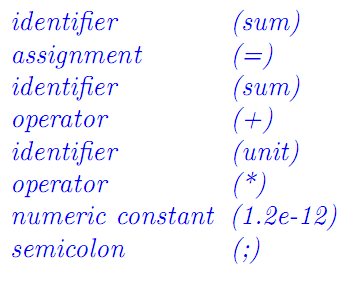 identifier (sum)
assignment (=)
identifier (sum)
operator (+)
identifier (unit)
operator (*)
numeric constant (1.2e-12)
semicolon (;)